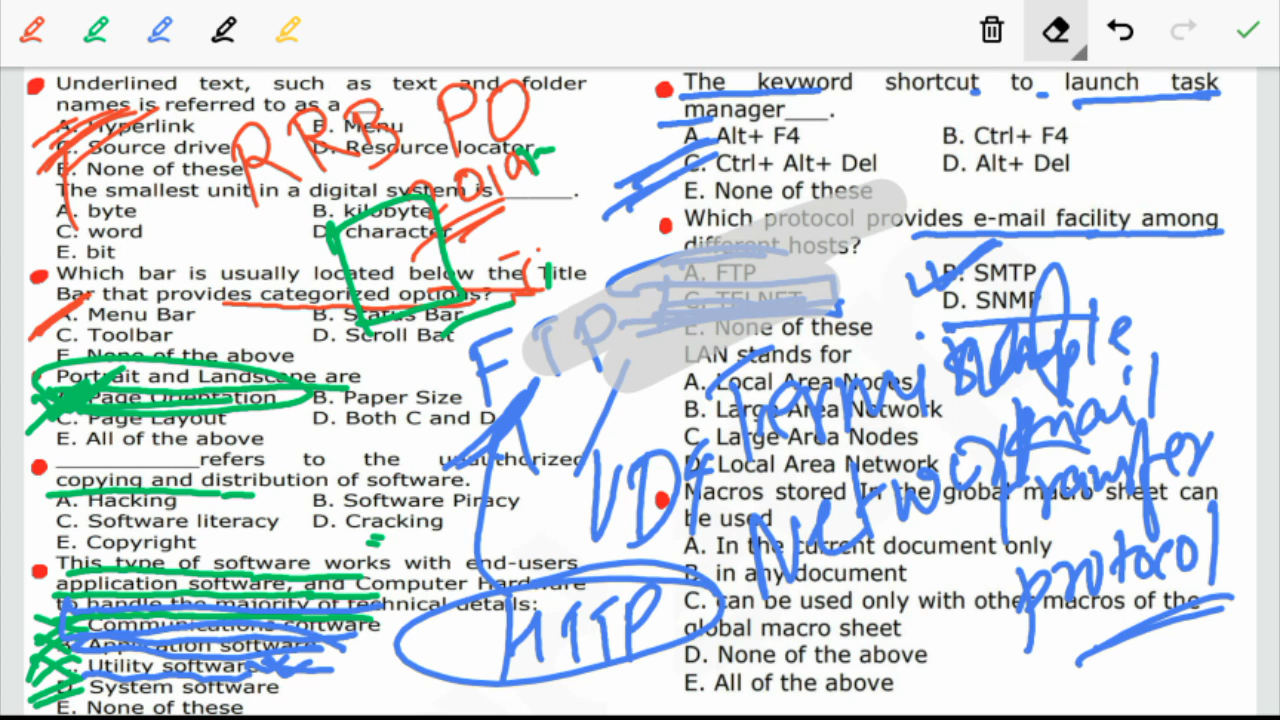 Underlined text, such as text and folder
names is referred to as a ___.
A. Hyperlink B. Menu
C. Source drive D. Resource locator
E. None of these
The smallest unit in a digital system is ______.
A. byte B. kilobyte
C. word D. character
E. bit
Which bar is usually located below the Title
Bar that provides categorized options?
A. Menu Bar B. Status Bar
C. Toolbar D. Scroll Bat
E. None of the above
Portrait and Landscape are
A. Page Orientation B. Paper Size
C. Page Layout D. Both C and D
E. All of the above
____________refers to the unauthorized
copying and distribution of software.
A. Hacking B. Software Piracy
C. Software literacy D. Cracking
E. Copyright
This type of software works with end-users,
application software, and Computer Hardware
to handle the majority of technical details:
Communications software
B. Application software
Utility software
D. System software
E. None of these
RRB PO
FTP
UDP
HTTP
The keyword shortcut to launch task
manager____.
A. Alt+ F4 B. Ctrl+ F4
C. Ctrl+ Alt+ Del D. Alt+ Del
E. None of these
Which protocol provides e-mail facility among
different hosts?
A. FTP B. SMTP
C. TELNET D. SNMP
E. None of these
LAN stands for
A. Local Area Nodes
B. Large Area Network
C. Large Area Nodes
D. Local Area Network
Macros stored In the global macro sheet can
be used
A. In the current document only
B. in any document
C. can be used only with other macros of the
global macro sheet
D. None of the above
E. All of the above
Network
mail
transfer
protocol